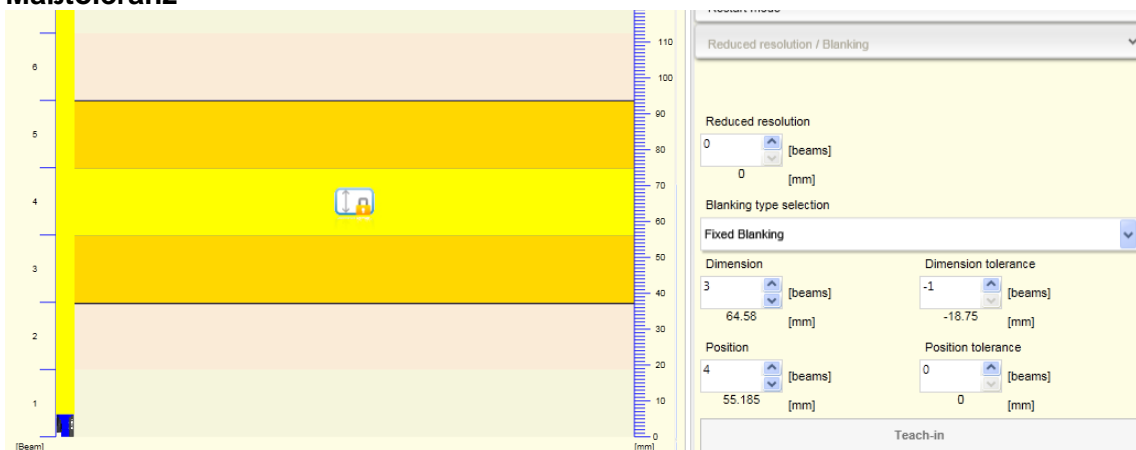 Maßtoleranz
Reduced resolution / Blanking
Reduced resolution
0
[beams]
0
[mm]
Blanking type selection
Fixed Blanking
Dimension
Dimension tolerance
3
[beams]
-1
[beams]
64.58
[mm]
-18.75
[mm]
Position
Position tolerance
4
[beams]
0
[beams]
55.185
[mm]
0
[mm]
Teach-in
6
5
4
3
2
1
[Beam]
110
100
90
80
70
60
50
40
30
20
10
0
[mm]